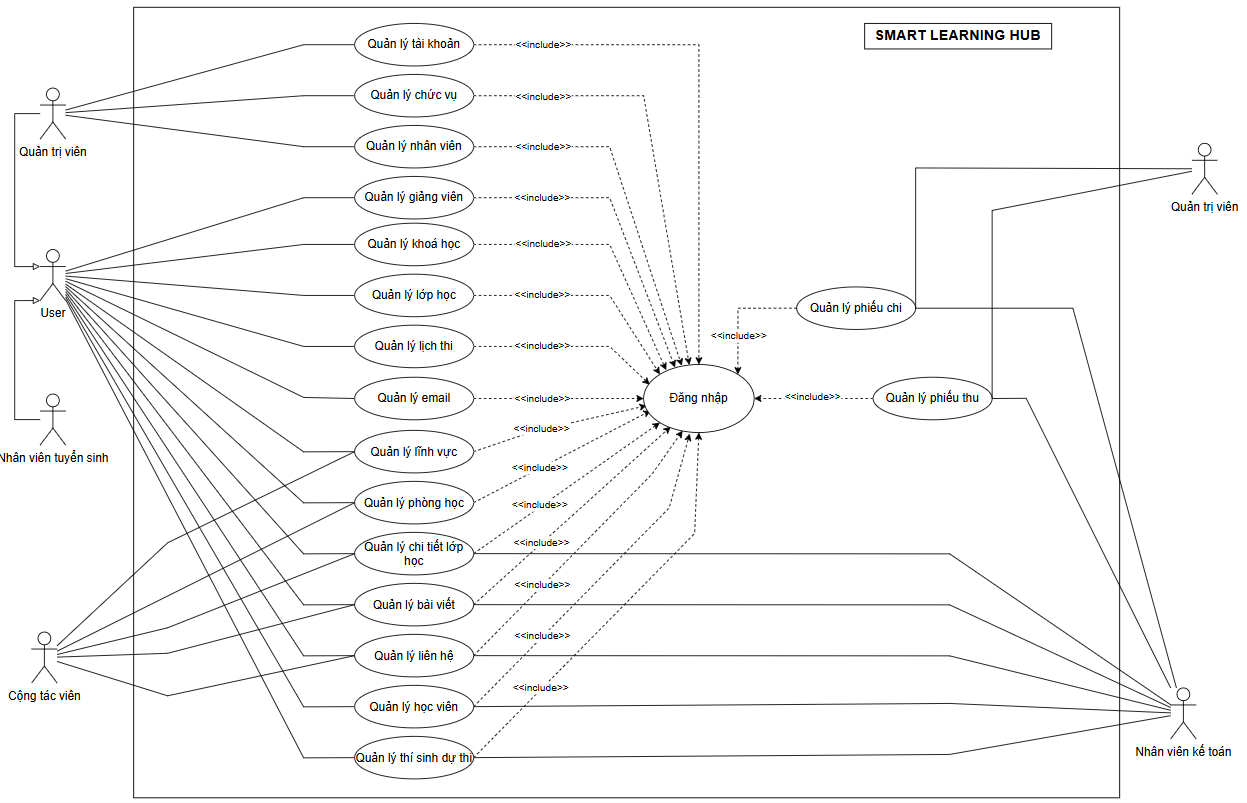 SMART LEARNING HUB
Quản lý tài khoản
<<include>>
Quản lý chức vụ
<<include>>
Quản lý nhân viên
<<include>>
Quản trị viên
Quản lý giảng viên
<<include>>
Quản trị viên
Quản lý khoá học
<<include>>
Quản lý lớp học
<<include>>
User
Quản lý phiếu chi
<<include>>
Quản lý lịch thi
<<include>>
Quản lý email
<<include>>
Đăng nhập
<<include>>
Quản lý phiếu thu
<<include>>
Quản lý lĩnh vực
Nhân viên tuyển sinh
<<include>>
Quản lý phòng học
<<include>>
<<include>>
Quản lý chi tiết lớp
học
<<include>>
Quản lý bài viết
<<include>>
Quản lý liên hệ
<<include>>
Cộng tác viên
Quản lý học viên
Nhân viên kế toán
Quản lý thí sinh dự thi